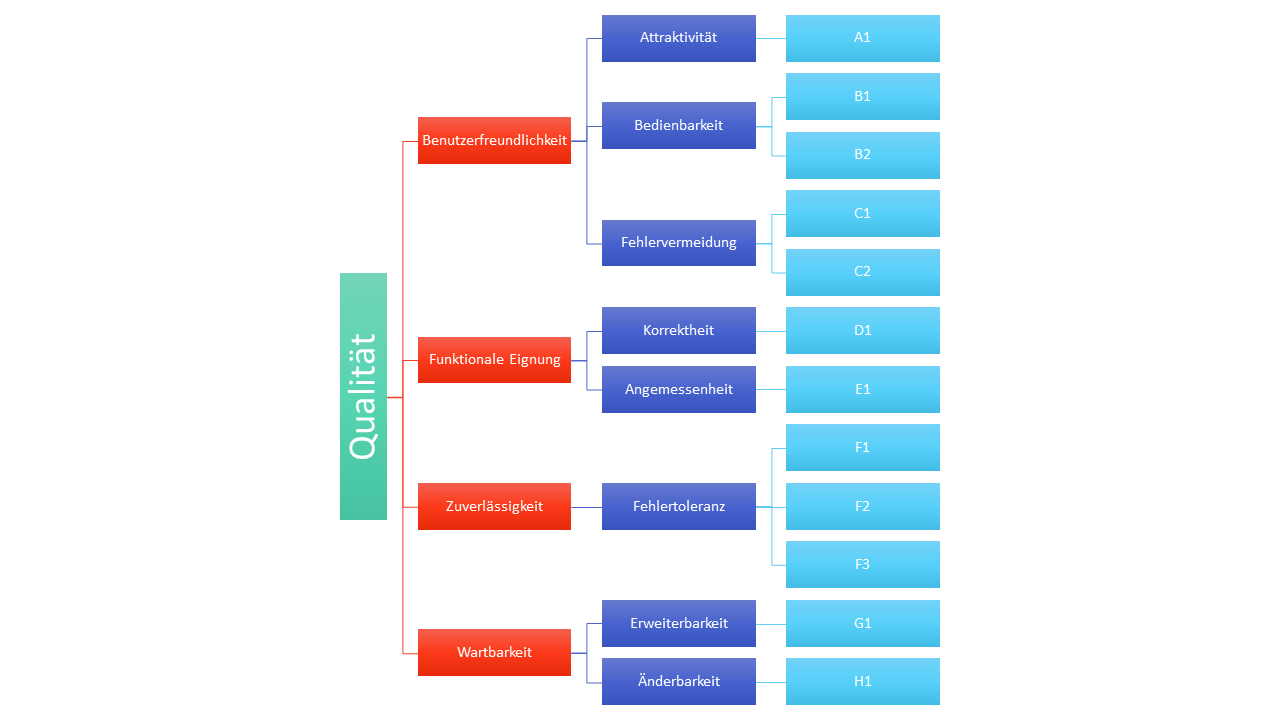 Qualität
Benutzerfreundlichkeit
Attraktivität
A1
Bedienbarkeit
B1
B2
Fehlervermeidung
C1
C2
Funktionale Eignung
Korrektheit
D1
Angemessenheit
E1
Zuverlässigkeit
Fehlertoleranz
F1
F2
F3
Wartbarkeit
Erweiterbarkeit
G1
Änderbarkeit
H1